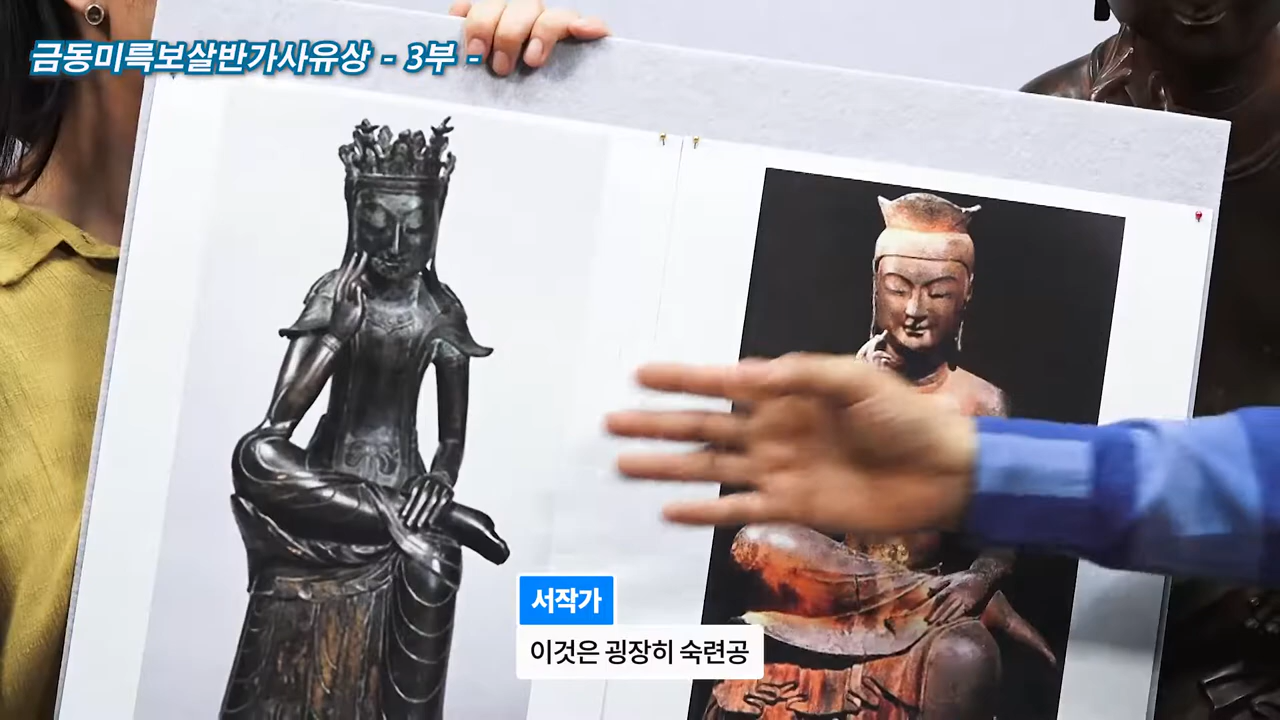 금동미륵보살반가사유상 - 3부 -
서작가
이것은 굉장히 숙련공